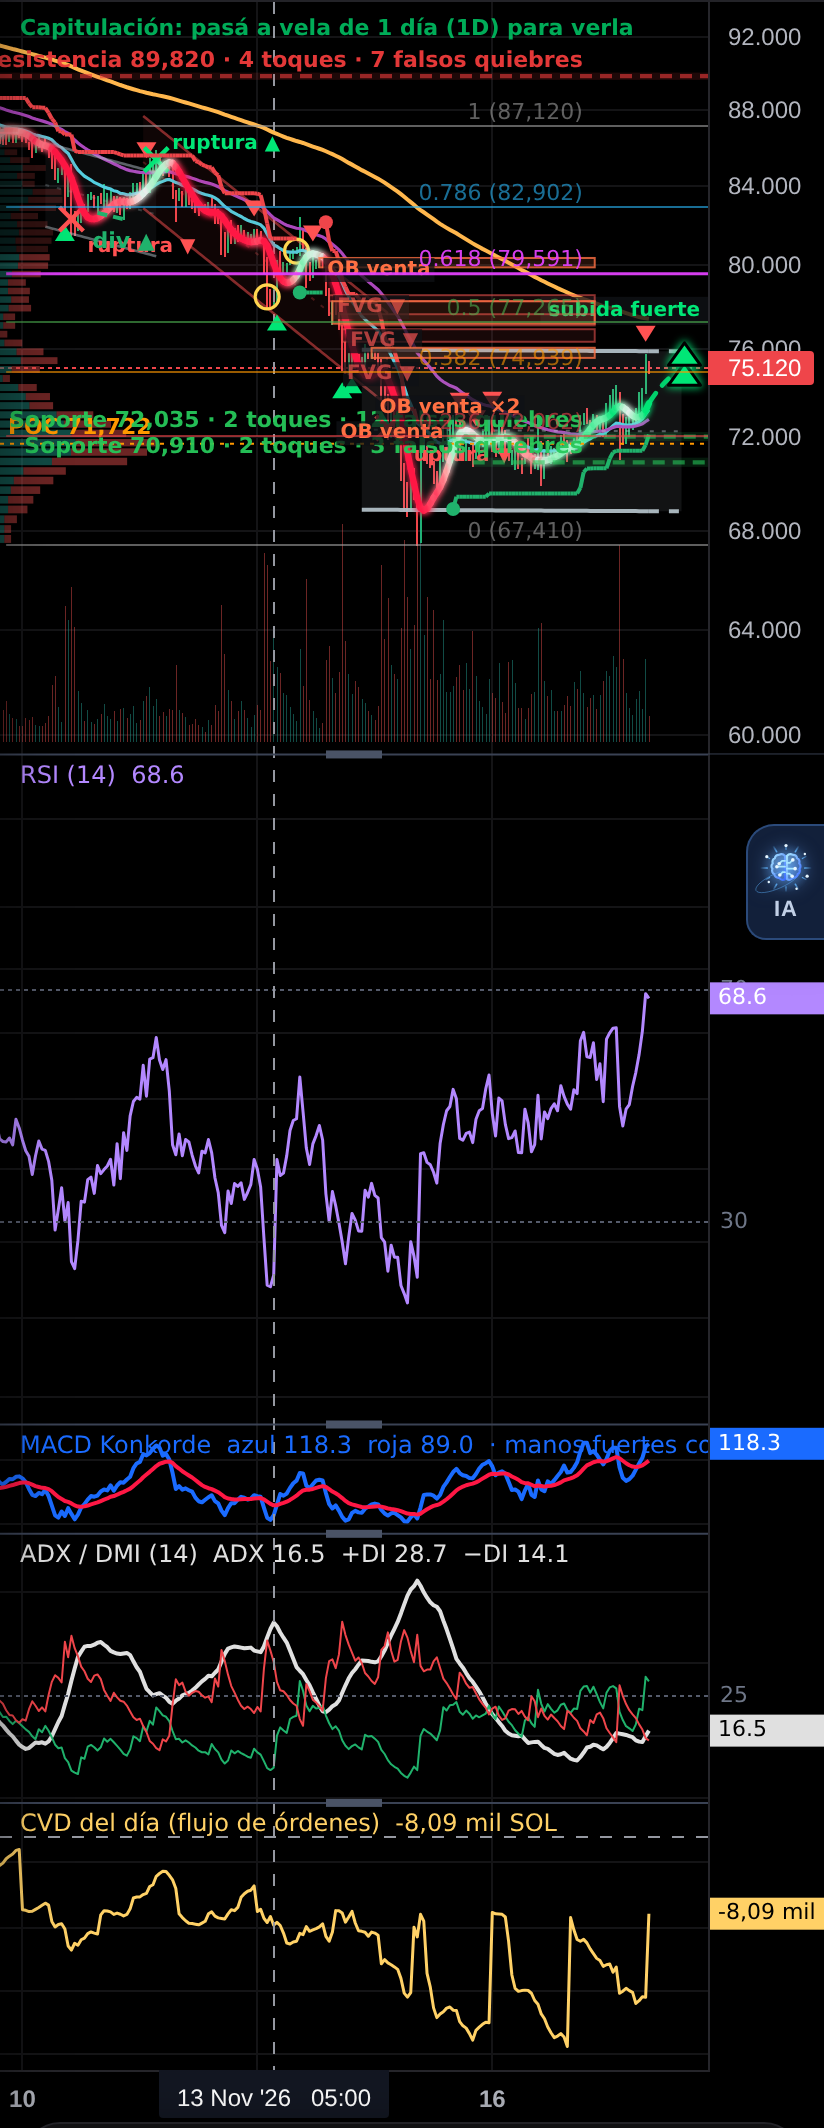 Capitulación: pasá a vela de 1 día (1D) para verla
92.000
esistencia 89,820 · 4 toques · 7 falsos quiebres
88.000
1 (87,120)
ruptura ▲
84.000
0.786 (82,902)
div ▲
ruptura ▼
0.618 (79,591)
80.000
OB venta
FVG ▼
0.5 (77,265)
subida fuerte
FVG ▼
76.000
0.382 (74,939)
75.120
FVG ▼
OB venta ×2
Soporte 72,035 · 2 toques ·
quiebres
POC 71,722
OB venta
72.000
Soporte 70,910 · 2 toques · 3 falsos quiebres
68.000
0 (67,410)
64.000
60.000
RSI (14) 68.6
IA
68.6
30
MACD Konkorde azul 118.3 roja 89.0 · manos fuertes co
118.3
ADX / DMI (14) ADX 16.5 +DI 28.7 −DI 14.1
25
16.5
CVD del día (flujo de órdenes) -8,09 mil SOL
-8,09 mil
10
13 Nov '26 05:00
16